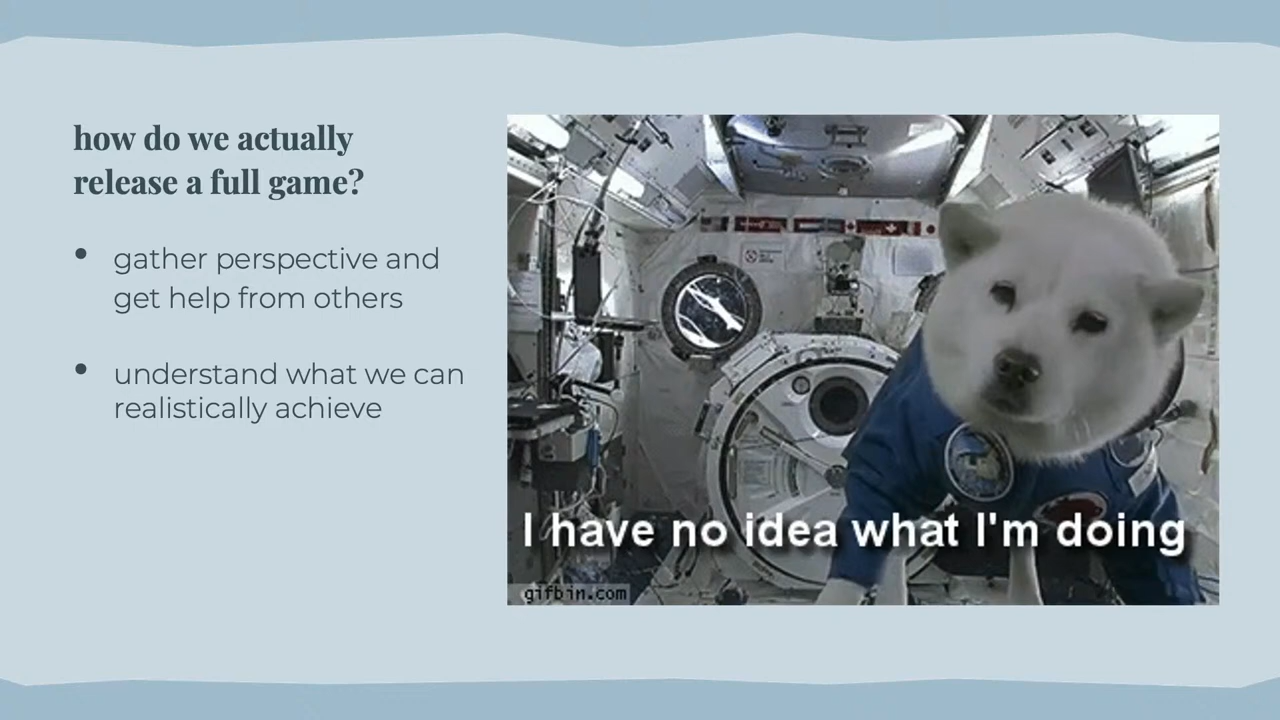 how do we actually
release a full game?
• gather perspective and
get help from others
• understand what we can
realistically achieve
I have no idea what I'm doing
gifbin.com